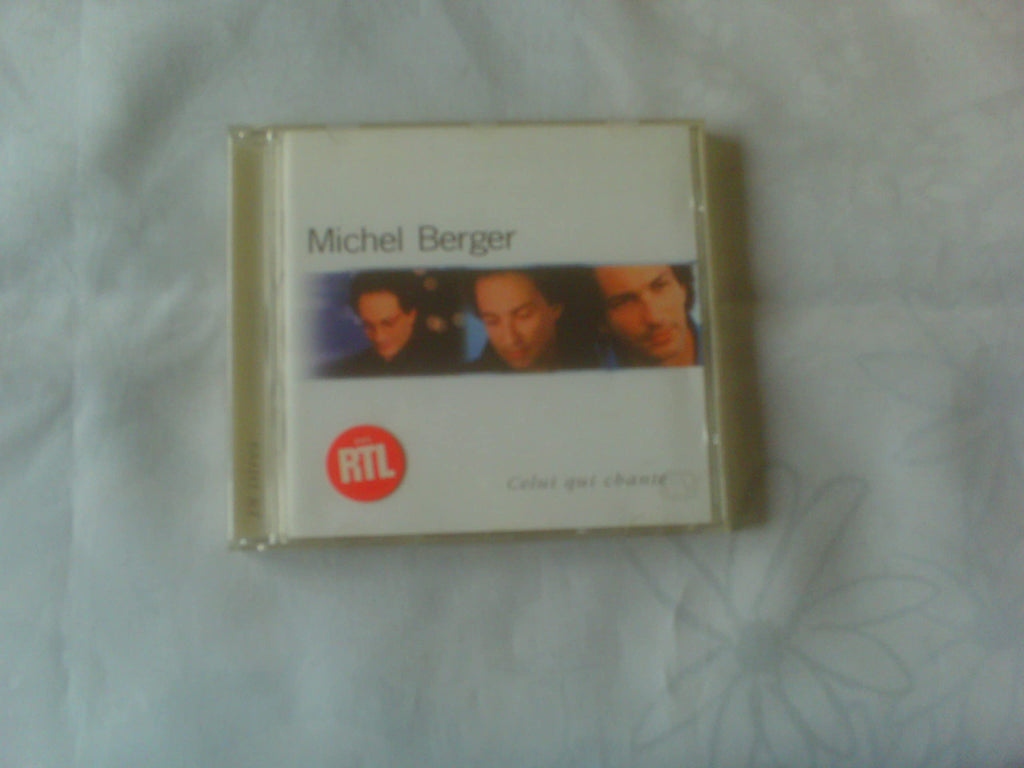 Michel Berger
RTL
Celui qui chante